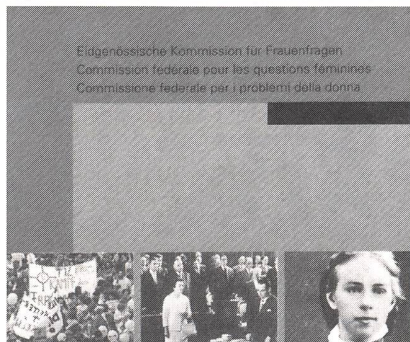 Eidgenössische Kommission für Frauenfragen
Commission fédérale pour les questions féminines
Commissione federale per i problemi della donna